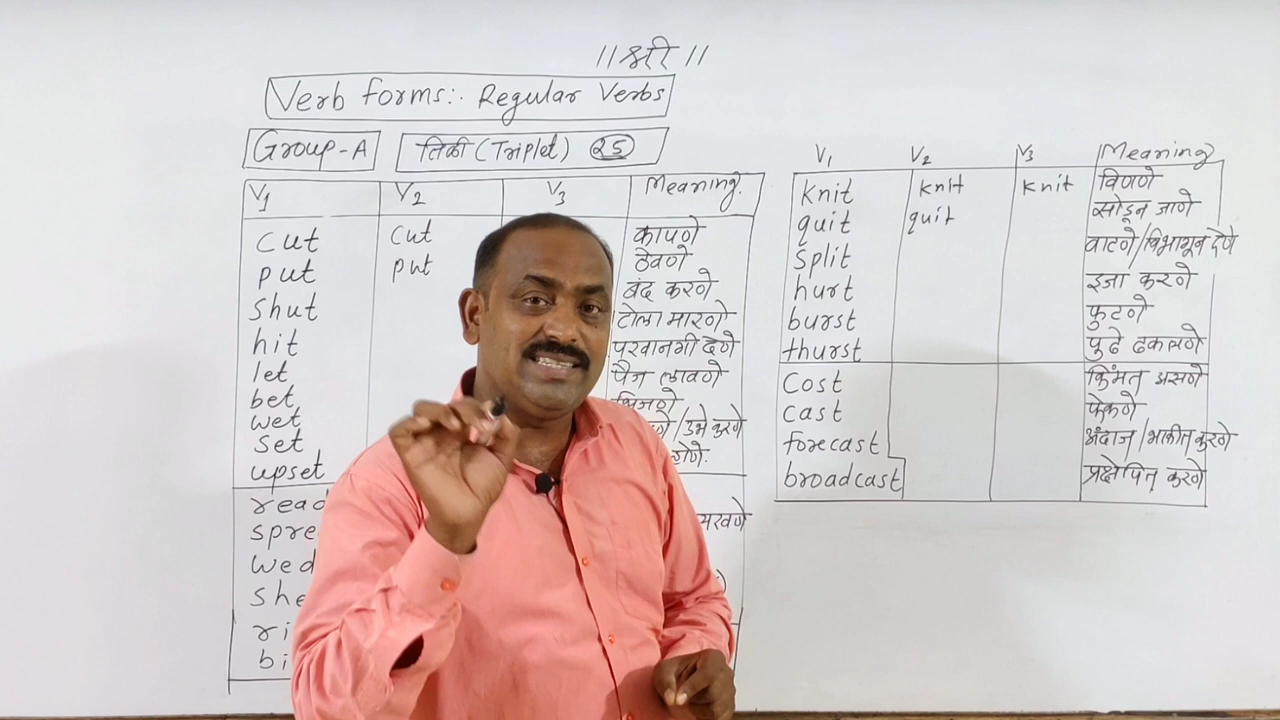 ॥ श्री ॥
Verb forms:. Regular Verbs
Group-A तिळी (Triplet) 25
V1 V2 V3 Meaning.
cut cut कापणे
put put ठेवणे
shut बंद करणे
hit टोला मारणे
let परवानगी देणे
bet पैज लावणे
wet भिजणे
set /उभे करणे
upset
V1 V2 V3 Meaning
knit knit knit विणणे
quit quit सोडून जाणे
split वाटणे/विभागून देणे
hurt इजा करणे
burst फुटणे
thurst पुढे ढकलणे
cost किंमत असणे
cast फेकणे
forecast अंदाज/भाकीत करणे
broadcast प्रक्षेपित करणे